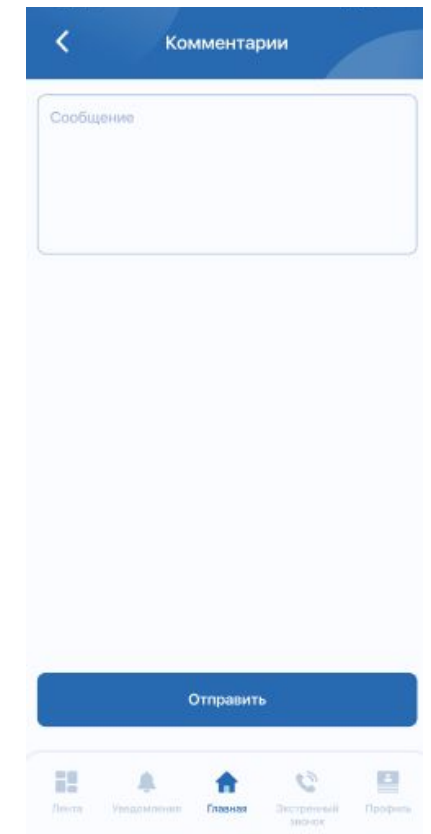 Комментарии
Сообщение
Отправить
Лента
Уведомления
Главная
Экстренный
звонок
Профиль